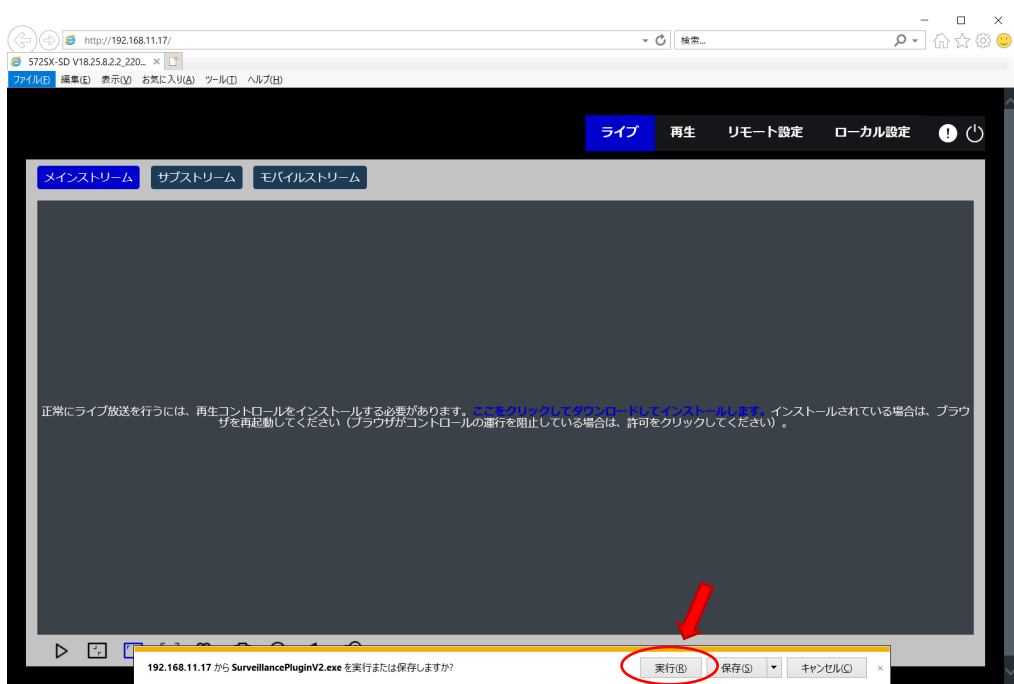 http://192.168.11.17/
検索...
572SX-SD V18.25.8.2.2_220...
ファイル(F) 編集(E) 表示(V) お気に入り(A) ツール(T) ヘルプ(H)
ライブ 再生 リモート設定 ローカル設定
メインストリーム サブストリーム モバイルストリーム
正常にライブ放送を行うには、再生コントロールをインストールする必要があります。ここをクリックしてダウンロードしてインストールします。インストールされている場合は、ブラウ
ザを再起動してください（ブラウザがコントロールの運行を阻止している場合は、許可をクリックしてください）。
192.168.11.17 から SurveillancePluginV2.exe を実行または保存しますか?
実行(R) 保存(S) キャンセル(C)